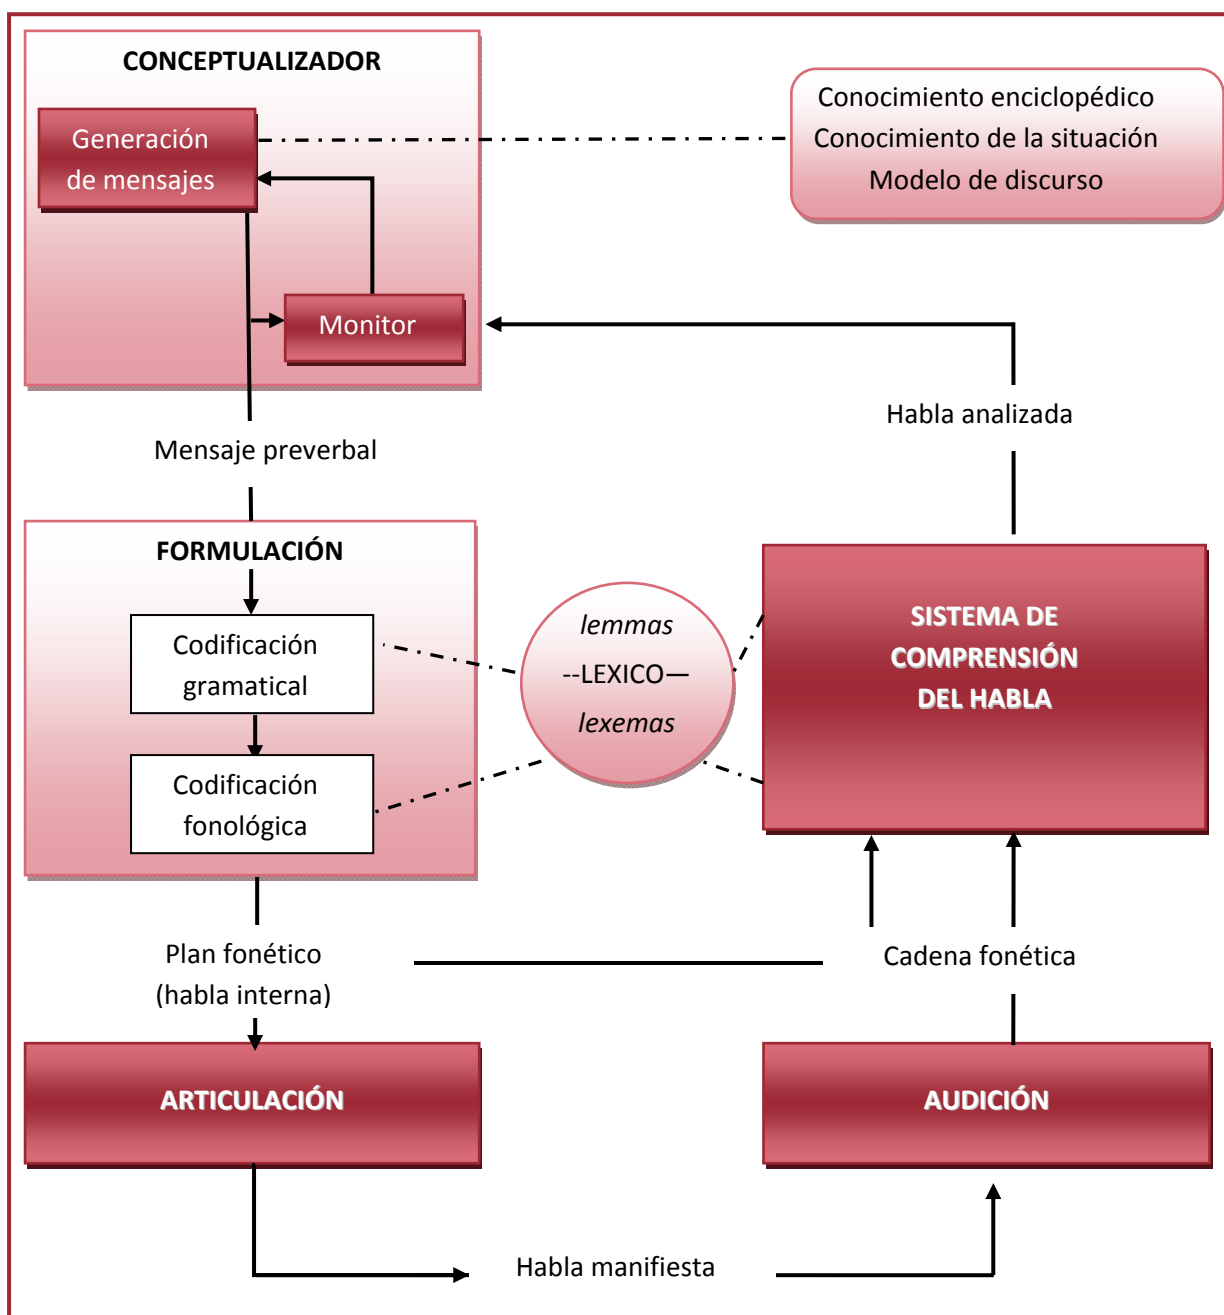 CONCEPTUALIZADOR
Generación
de mensajes
Monitor
Conocimiento enciclopédico
Conocimiento de la situación
Modelo de discurso
Habla analizada
Mensaje preverbal
FORMULACIÓN
Codificación
gramatical
Codificación
fonológica
lemmas
--LEXICO—
lexemas
SISTEMA DE
COMPRENSIÓN
DEL HABLA
Plan fonético
(habla interna)
Cadena fonética
ARTICULACIÓN
AUDICIÓN
Habla manifiesta